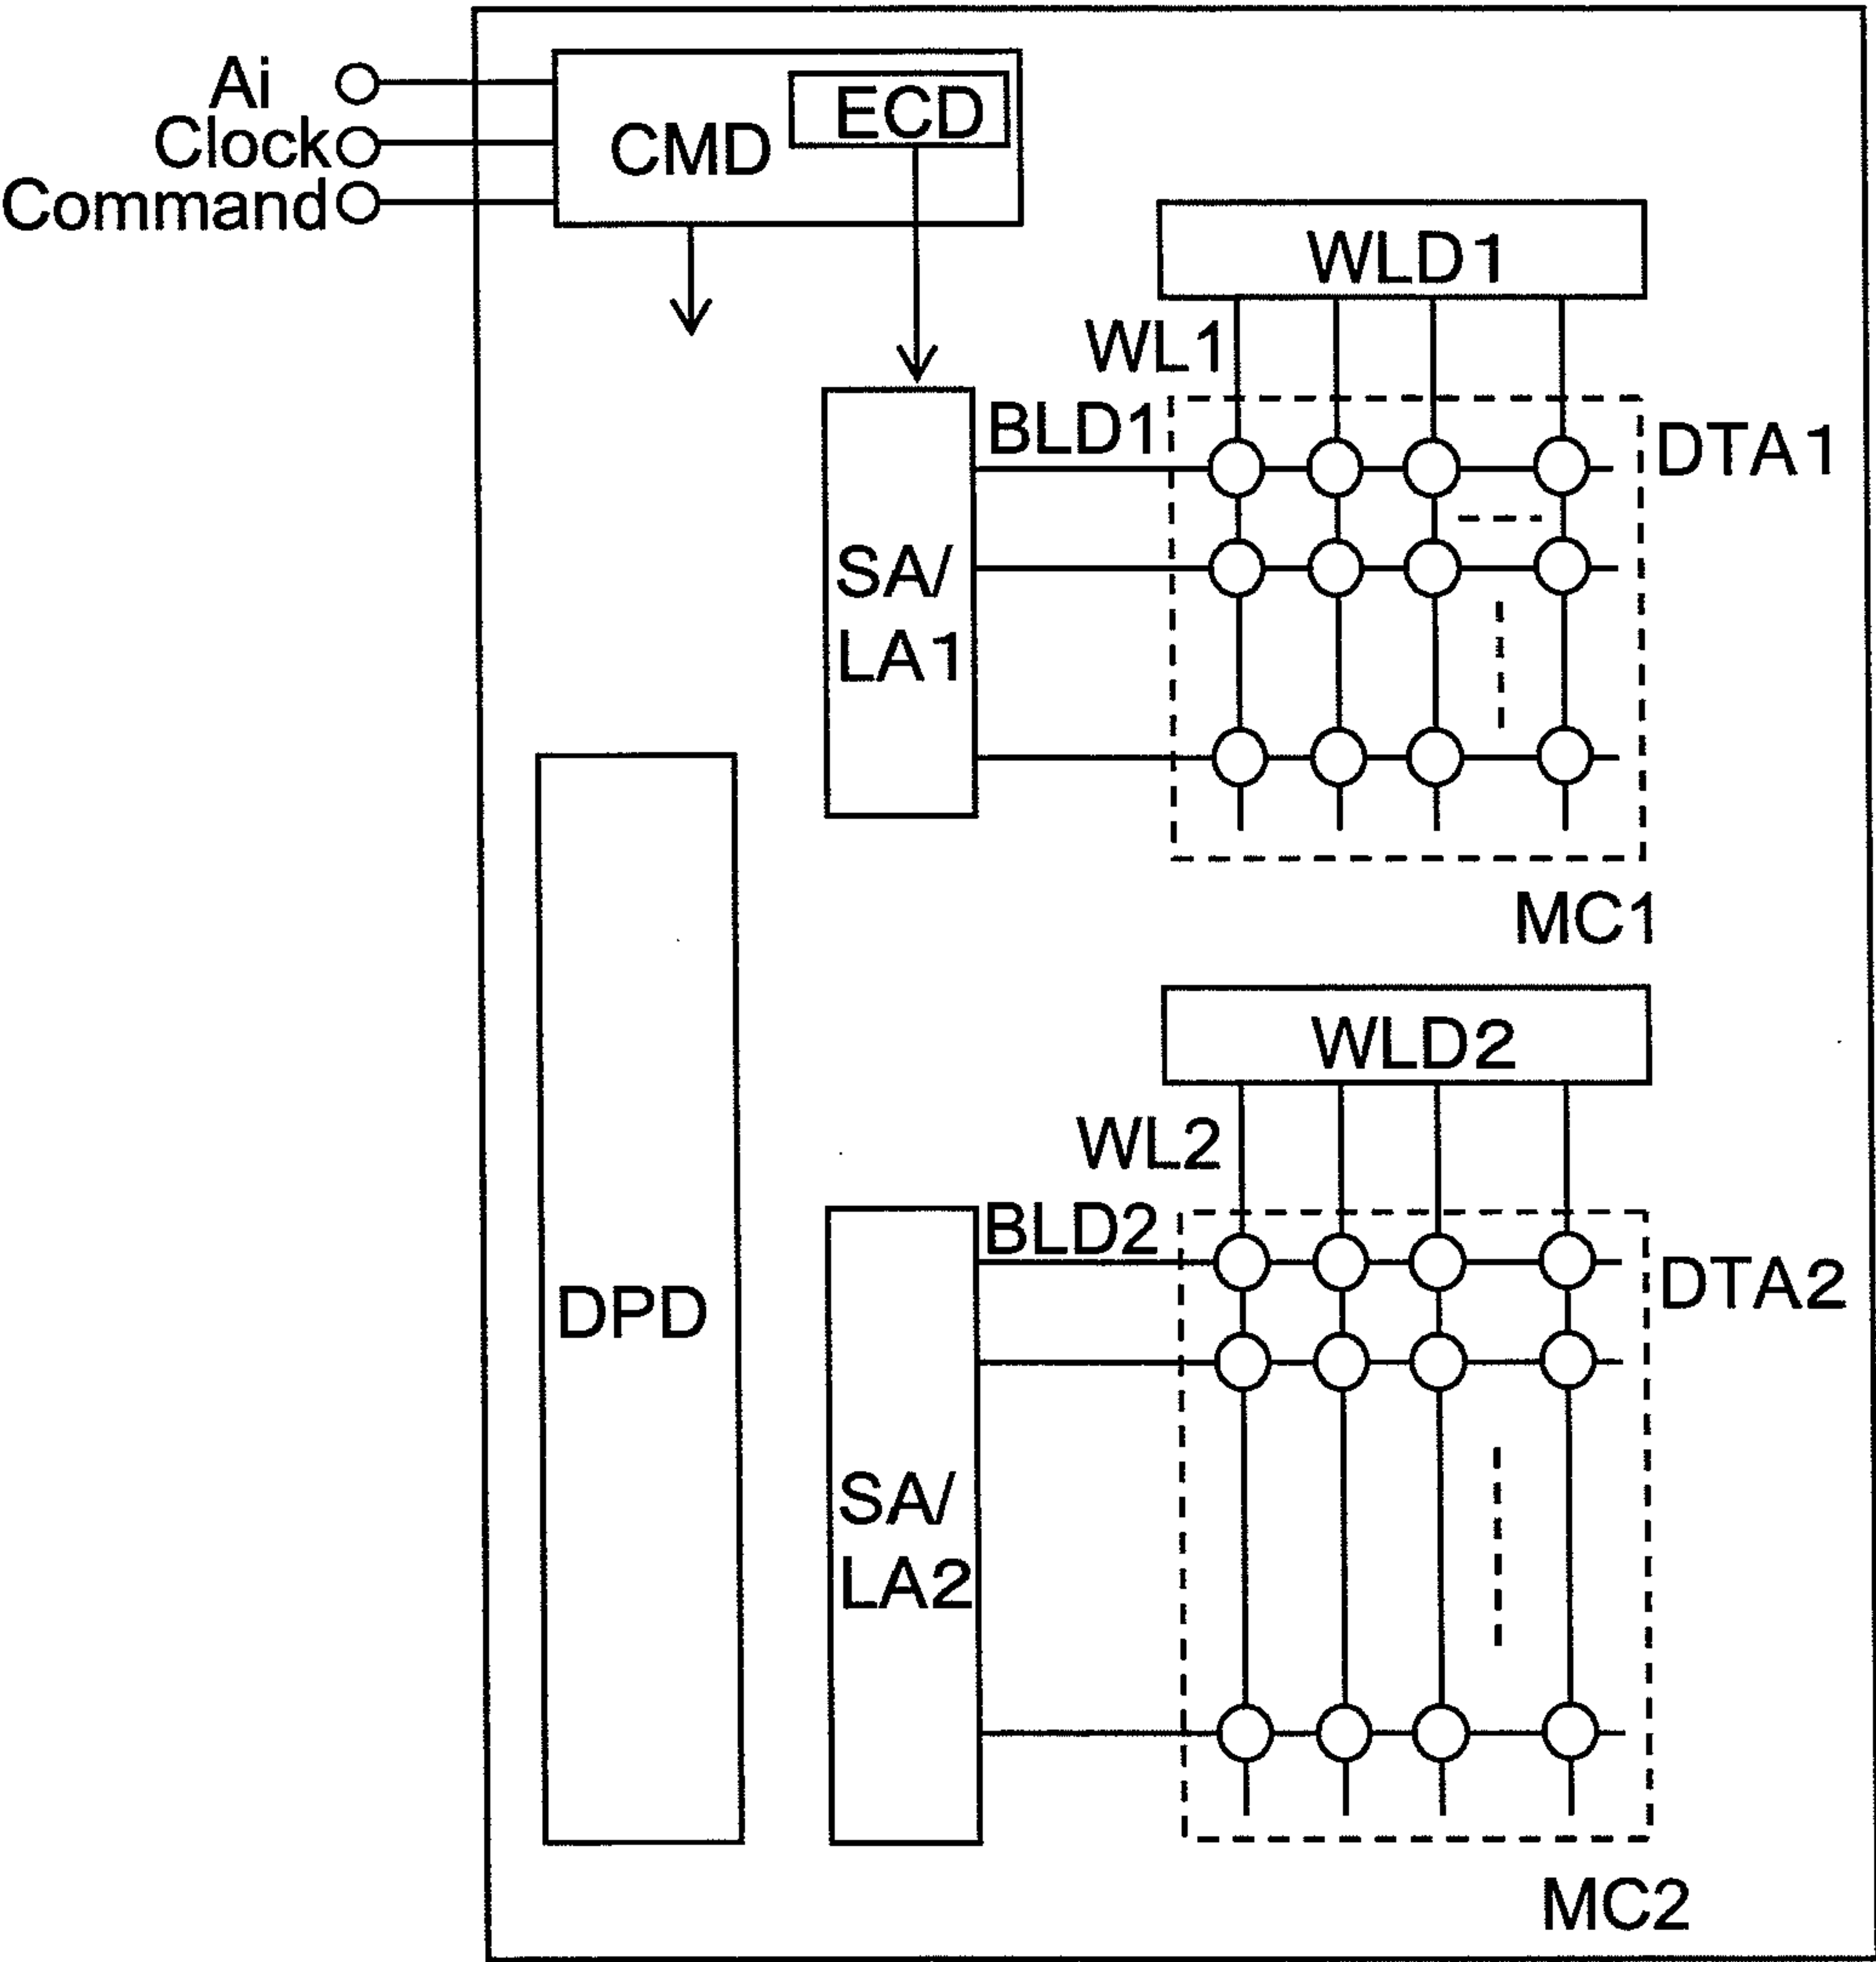 Ai
Clock
Command
CMD
ECD
WLD1
WL1
BLD1
DTA1
SA/
LA1
MC1
WLD2
WL2
BLD2
DTA2
DPD
SA/
LA2
MC2